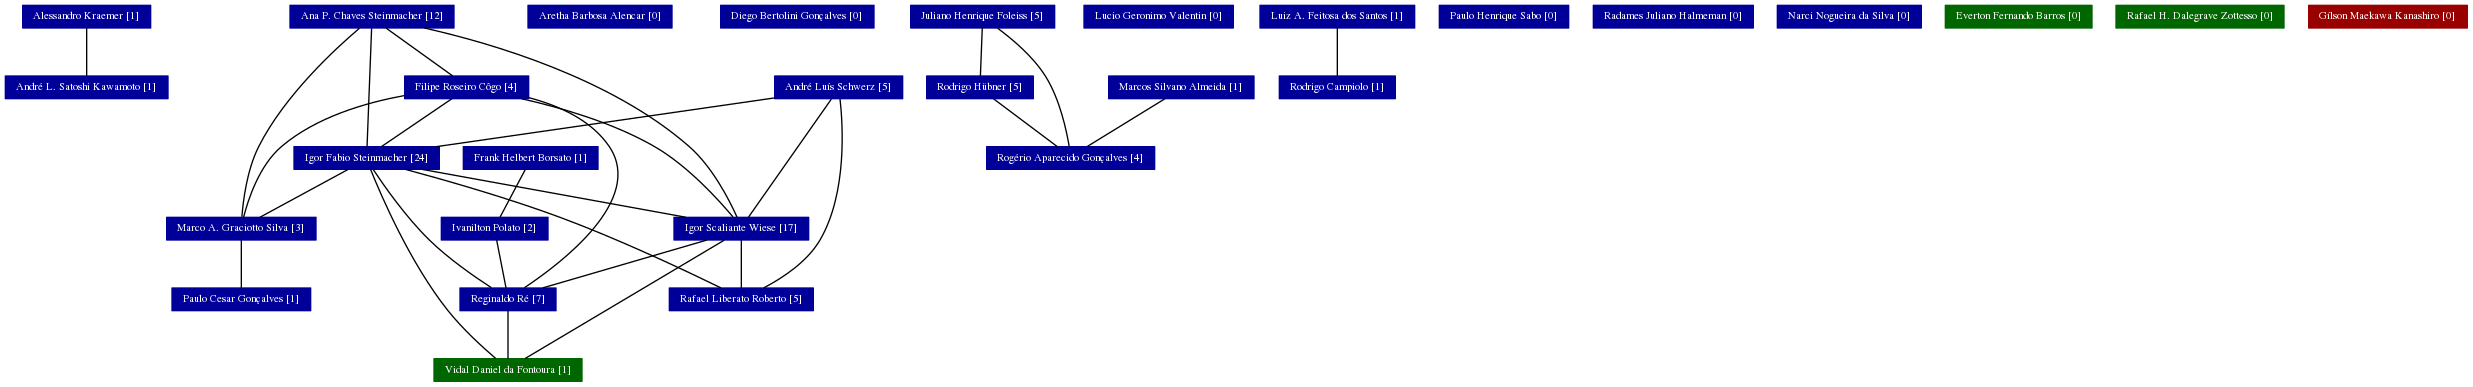 Alessandro Kraemer [1]
Ana P. Chaves Steinmacher [12]
Aretha Barbosa Alencar [0]
Diego Bertolini Gonçalves [0]
Juliano Henrique Foleiss [5]
Lucio Geronimo Valentin [0]
Luiz A. Feitosa dos Santos [1]
Paulo Henrique Sabo [0]
Radames Juliano Halmeman [0]
Narci Nogueira da Silva [0]
Everton Fernando Barros [0]
Rafael H. Dalegrave Zottesso [0]
Gilson Maekawa Kanashiro [0]
André L. Satoshi Kawamoto [1]
Filipe Roseiro Côgo [4]
André Luís Schwerz [5]
Rodrigo Hübner [5]
Marcos Silvano Almeida [1]
Rodrigo Campiolo [1]
Igor Fabio Steinmacher [24]
Frank Helbert Borsato [1]
Rogério Aparecido Gonçalves [4]
Marco A. Graciotto Silva [3]
Ivanilton Polato [2]
Igor Scaliante Wiese [17]
Paulo Cesar Gonçalves [1]
Reginaldo Ré [7]
Rafael Liberato Roberto [5]
Vidal Daniel da Fontoura [1]